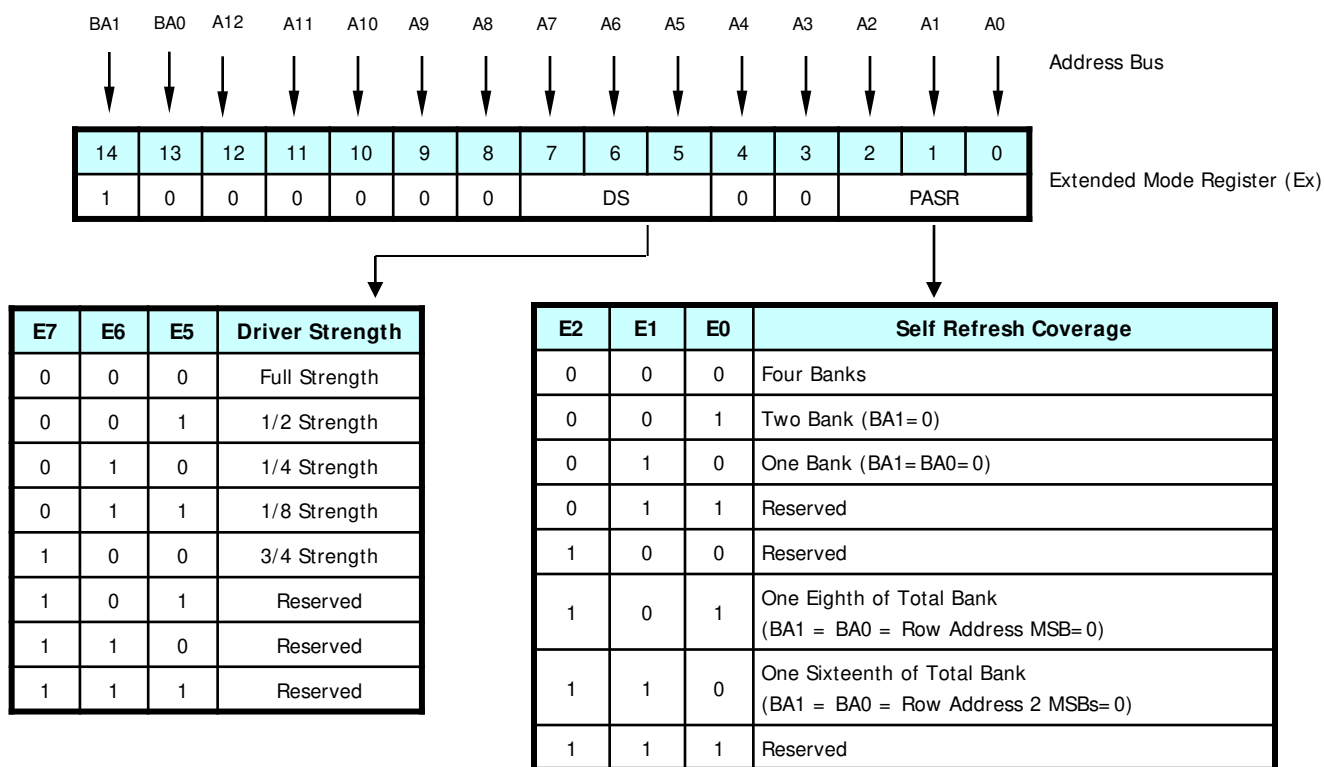 BA1 BA0 A12 A11 A10 A9 A8 A7 A6 A5 A4 A3 A2 A1 A0
Address Bus
14 13 12 11 10 9 8 7 6 5 4 3 2 1 0
1 0 0 0 0 0 0 DS 0 0 PASR
Extended Mode Register (Ex)
E7 E6 E5 Driver Strength
0 0 0 Full Strength
0 0 1 1/2 Strength
0 1 0 1/4 Strength
0 1 1 1/8 Strength
1 0 0 3/4 Strength
1 0 1 Reserved
1 1 0 Reserved
1 1 1 Reserved
E2 E1 E0 Self Refresh Coverage
0 0 0 Four Banks
0 0 1 Two Bank (BA1=0)
0 1 0 One Bank (BA1=BA0=0)
0 1 1 Reserved
1 0 0 Reserved
1 0 1 One Eighth of Total Bank
(BA1 = BA0 = Row Address MSB=0)
1 1 0 One Sixteenth of Total Bank
(BA1 = BA0 = Row Address 2 MSBs=0)
1 1 1 Reserved